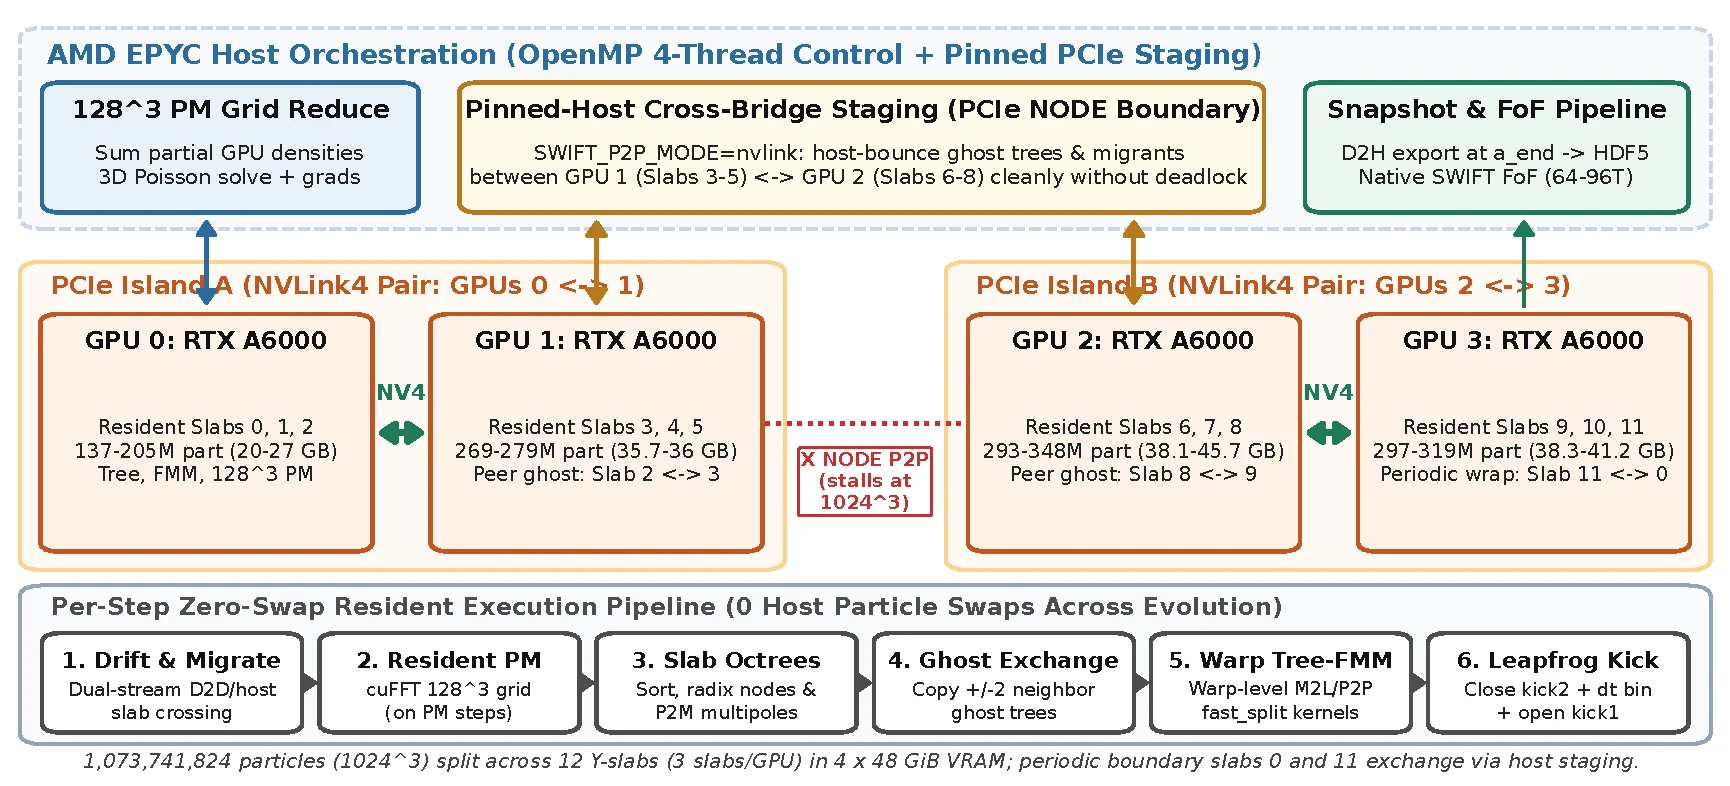 AMD EPYC Host Orchestration (OpenMP 4-Thread Control + Pinned PCIe Staging)
128^3 PM Grid Reduce
Sum partial GPU densities
3D Poisson solve + grads
Pinned-Host Cross-Bridge Staging (PCIe NODE Boundary)
SWIFT_P2P_MODE=nvlink: host-bounce ghost trees & migrants
between GPU 1 (Slabs 3-5) <-> GPU 2 (Slabs 6-8) cleanly without deadlock
Snapshot & FoF Pipeline
D2H export at a_end -> HDF5
Native SWIFT FoF (64-96T)
PCIe Island A (NVLink4 Pair: GPUs 0 <-> 1)
GPU 0: RTX A6000
Resident Slabs 0, 1, 2
137-205M part (20-27 GB)
Tree, FMM, 128^3 PM
NV4
GPU 1: RTX A6000
Resident Slabs 3, 4, 5
269-279M part (35.7-36 GB)
Peer ghost: Slab 2 <-> 3
X NODE P2P
(stalls at
1024^3)
PCIe Island B (NVLink4 Pair: GPUs 2 <-> 3)
GPU 2: RTX A6000
Resident Slabs 6, 7, 8
293-348M part (38.1-45.7 GB)
Peer ghost: Slab 8 <-> 9
NV4
GPU 3: RTX A6000
Resident Slabs 9, 10, 11
297-319M part (38.3-41.2 GB)
Periodic wrap: Slab 11 <-> 0
Per-Step Zero-Swap Resident Execution Pipeline (0 Host Particle Swaps Across Evolution)
1. Drift & Migrate
Dual-stream D2D/host
slab crossing
2. Resident PM
cuFFT 128^3 grid
(on PM steps)
3. Slab Octrees
Sort, radix nodes &
P2M multipoles
4. Ghost Exchange
Copy +/-2 neighbor
ghost trees
5. Warp Tree-FMM
Warp-level M2L/P2P
fast_split kernels
6. Leapfrog Kick
Close kick2 + dt bin
+ open kick1
1,073,741,824 particles (1024^3) split across 12 Y-slabs (3 slabs/GPU) in 4 x 48 GiB VRAM; periodic boundary slabs 0 and 11 exchange via host staging.